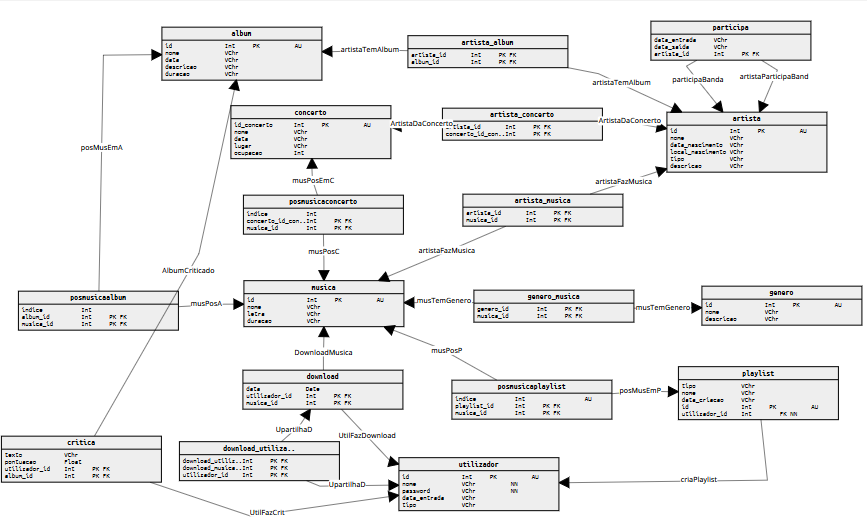 album
id Int PK AU
nome VChr
data VChr
descricao VChr
duracao VChr
artistaTemAlbum
artista_album
artista_id Int PK FK
album_id Int PK FK
artistaTemAlbum
participa
data_entrada VChr
data_saida VChr
artista_id Int PK FK
participaBanda
artistaParticipaBand
concerto
id_concerto Int PK AU
nome VChr
data VChr
lugar VChr
ocupacao Int
ArtistaDaConcerto
artista_concerto
artista_id Int PK FK
concerto_id_con.. Int PK FK
ArtistaDaConcerto
artista
id Int PK AU
nome VChr
data_nascimento VChr
local_nascimento VChr
tipo VChr
descricao VChr
posMusEmA
musPosEmC
artistaFazMusica
posmusicaconcerto
indice Int
concerto_id_con.. Int PK FK
musica_id Int PK FK
artista_musica
artista_id Int PK FK
musica_id Int PK FK
musPosC
artistaFazMusica
AlbumCriticado
posmusicaalbum
indice Int
album_id Int PK FK
musica_id Int PK FK
musPosA
musica
id Int PK AU
nome VChr
letra VChr
duracao VChr
musTemGenero
genero_musica
genero_id Int PK FK
musica_id Int PK FK
musTemGenero
genero
id Int PK AU
nome VChr
descricao VChr
DownloadMusica
musPosP
download
data Date
utilizador_id Int PK FK
musica_id Int PK FK
posmusicaplaylist
indice Int AU
playlist_id Int PK FK
musica_id Int PK FK
posMusEmP
playlist
tipo VChr
nome VChr
data_criacao VChr
id Int PK AU
utilizador_id Int FK NN
UpartilhaD
UtilFazDownload
critica
texto VChr
pontuacao Float
utilizador_id Int PK FK
album_id Int PK FK
download_utiliza..
download_utiliz.. Int PK FK
download_musica.. Int PK FK
utilizador_id Int PK FK
UpartilhaD
utilizador
id Int PK AU
nome VChr NN
password VChr NN
data_entrada VChr
tipo VChr
criaPlaylist
UtilFazCrit